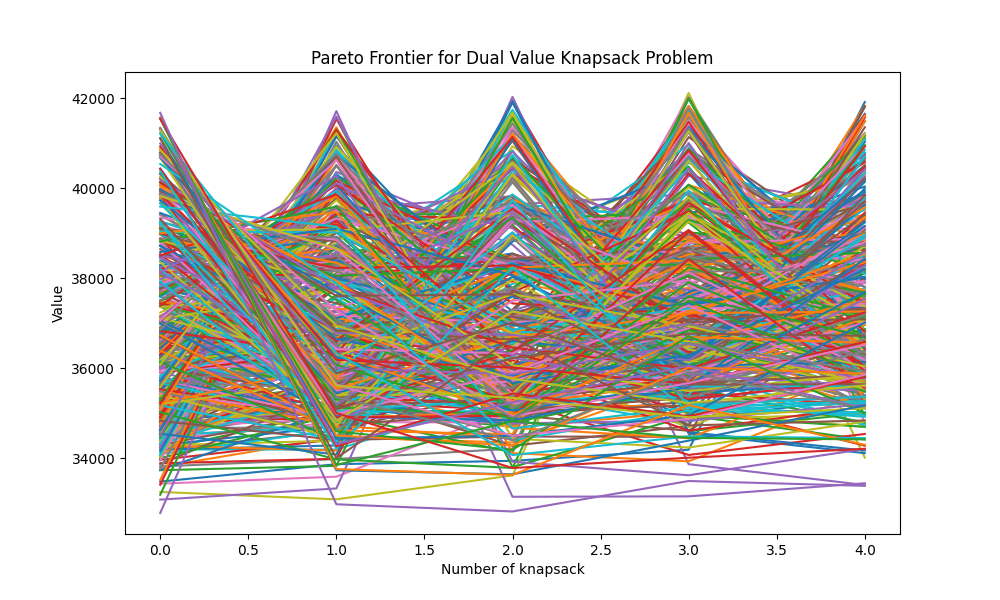 Pareto Frontier for Dual Value Knapsack Problem
42000
40000
38000
36000
34000
Value
0.0 0.5 1.0 1.5 2.0 2.5 3.0 3.5 4.0
Number of knapsack